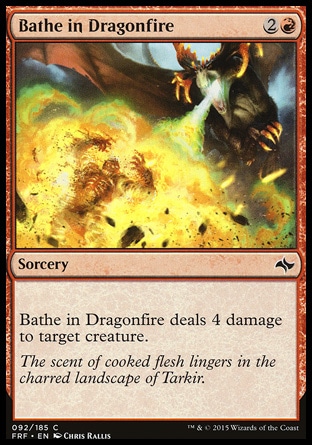 Bathe in Dragonfire 2
Sorcery
Bathe in Dragonfire deals 4 damage
to target creature.
The scent of cooked flesh lingers in the
charred landscape of Tarkir.
092/185 C
FRF • EN Chris Rallis
™ & © 2015 Wizards of the Coast